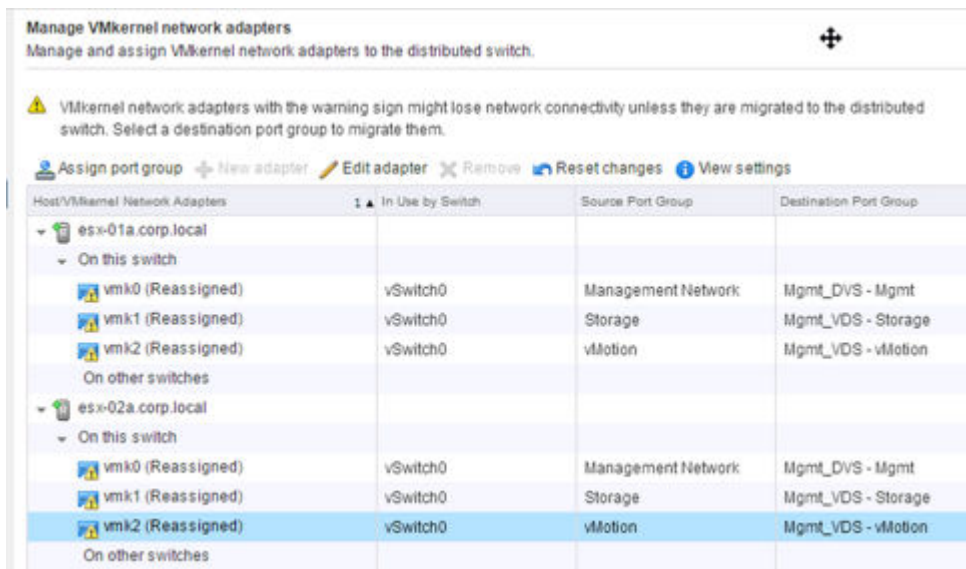 Manage VMkernel network adapters
Manage and assign VMkernel network adapters to the distributed switch.
VMkernel network adapters with the warning sign might lose network connectivity unless they are migrated to the distributed
switch. Select a destination port group to migrate them.
Assign port group New adapter Edit adapter Remove Reset changes View settings
Host/VMkernel Network Adapters 1 ▲ In Use by Switch Source Port Group Destination Port Group
esx-01a.corp.local
On this switch
vmk0 (Reassigned) vSwitch0 Management Network Mgmt_DVS - Mgmt
vmk1 (Reassigned) vSwitch0 Storage Mgmt_VDS - Storage
vmk2 (Reassigned) vSwitch0 vMotion Mgmt_VDS - vMotion
On other switches
esx-02a.corp.local
On this switch
vmk0 (Reassigned) vSwitch0 Management Network Mgmt_DVS - Mgmt
vmk1 (Reassigned) vSwitch0 Storage Mgmt_VDS - Storage
vmk2 (Reassigned) vSwitch0 vMotion Mgmt_VDS - vMotion
On other switches